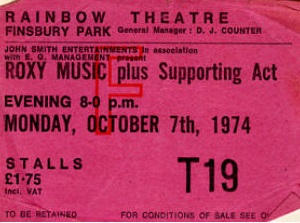 RAINBOW THEATRE
FINSBURY PARK General Manager: D. J. COUNTER
JOHN SMITH ENTERTAINMENTS in association
with E. G. MANAGEMENT present
ROXY MUSIC plus Supporting Act
EVENING 8-0 p.m.
MONDAY, OCTOBER 7th, 1974
STALLS
£1·75
incl. VAT
T19
TO BE RETAINED FOR CONDITIONS OF SALE SEE